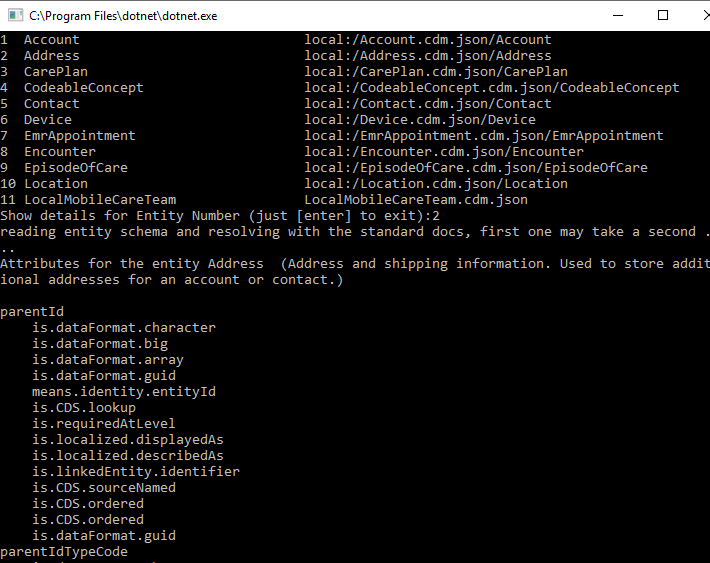 C:\Program Files\dotnet\dotnet.exe
1 Account local:/Account.cdm.json/Account
2 Address local:/Address.cdm.json/Address
3 CarePlan local:/CarePlan.cdm.json/CarePlan
4 CodeableConcept local:/CodeableConcept.cdm.json/CodeableConcept
5 Contact local:/Contact.cdm.json/Contact
6 Device local:/Device.cdm.json/Device
7 EmrAppointment local:/EmrAppointment.cdm.json/EmrAppointment
8 Encounter local:/Encounter.cdm.json/Encounter
9 EpisodeOfCare local:/EpisodeOfCare.cdm.json/EpisodeOfCare
10 Location local:/Location.cdm.json/Location
11 LocalMobileCareTeam LocalMobileCareTeam.cdm.json
Show details for Entity Number (just [enter] to exit):2
reading entity schema and resolving with the standard docs, first one may take a second .
..
Attributes for the entity Address (Address and shipping information. Used to store addit
ional addresses for an account or contact.)
parentId
is.dataFormat.character
is.dataFormat.big
is.dataFormat.array
is.dataFormat.guid
means.identity.entityId
is.CDS.lookup
is.requiredAtLevel
is.localized.displayedAs
is.localized.describedAs
is.linkedEntity.identifier
is.CDS.sourceNamed
is.CDS.ordered
is.CDS.ordered
is.dataFormat.guid
parentIdTypeCode